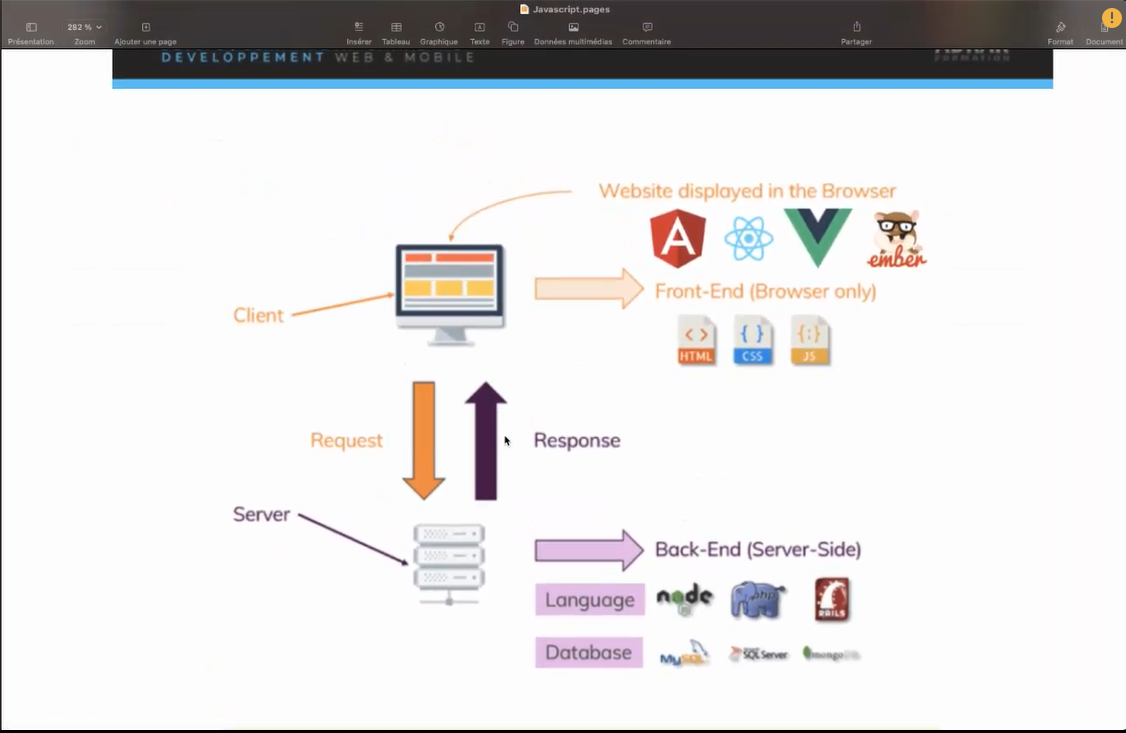 Javascript.pages
282 %
Présentation
Zoom
Ajouter une page
Insérer
Tableau
Graphique
Texte
Figure
Données multimédias
Commentaire
Partager
Format
Document
DEVELOPPEMENT WEB & MOBILE
FORMATION
Website displayed in the Browser
A
ember
Client
Front-End (Browser only)
< >
{ }
{;}
HTML
CSS
JS
Request
Response
Server
Back-End (Server-Side)
Language
node
JS
php
RAILS
Database
MySQL
SQL Server
mongoDB